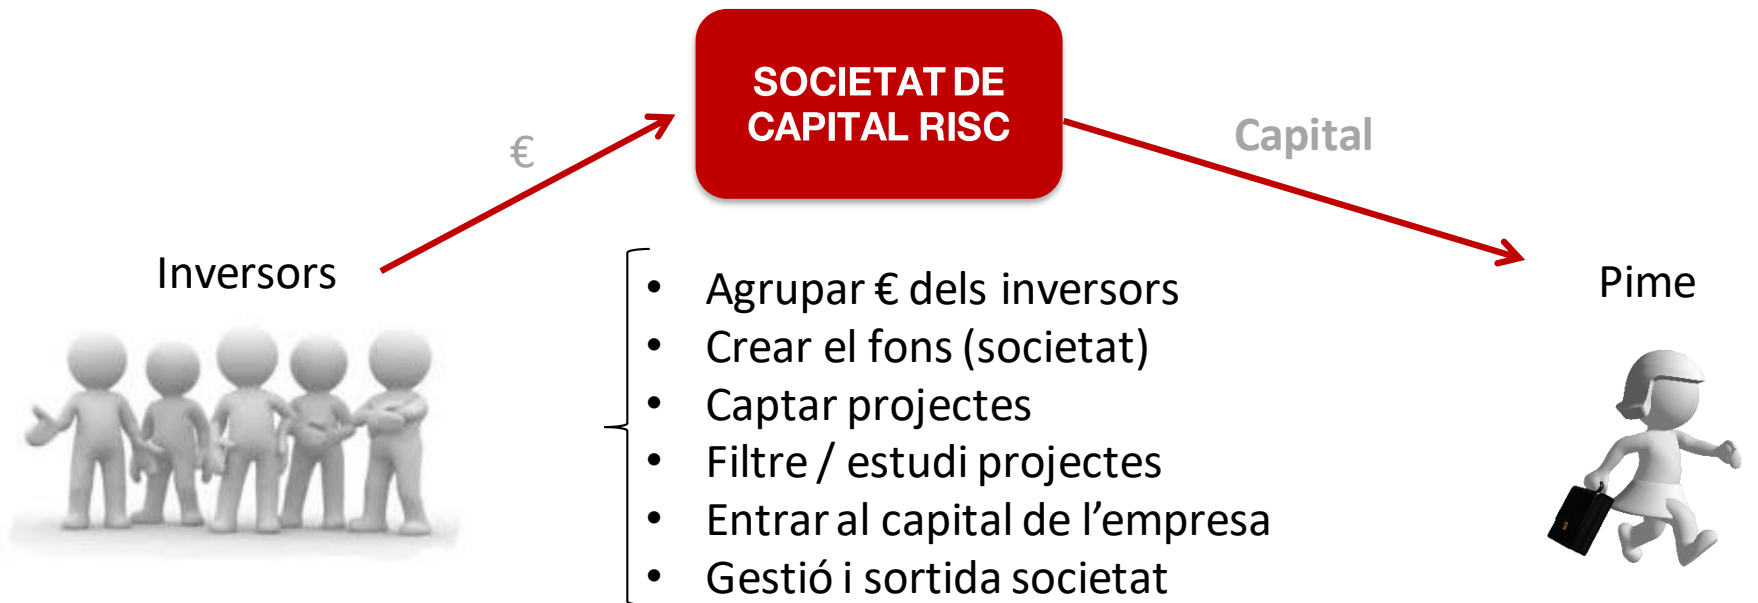 SOCIETAT DE
CAPITAL RISC
€
Capital
Inversors
Pime
• Agrupar € dels inversors
• Crear el fons (societat)
• Captar projectes
• Filtre / estudi projectes
• Entrar al capital de l’empresa
• Gestió i sortida societat